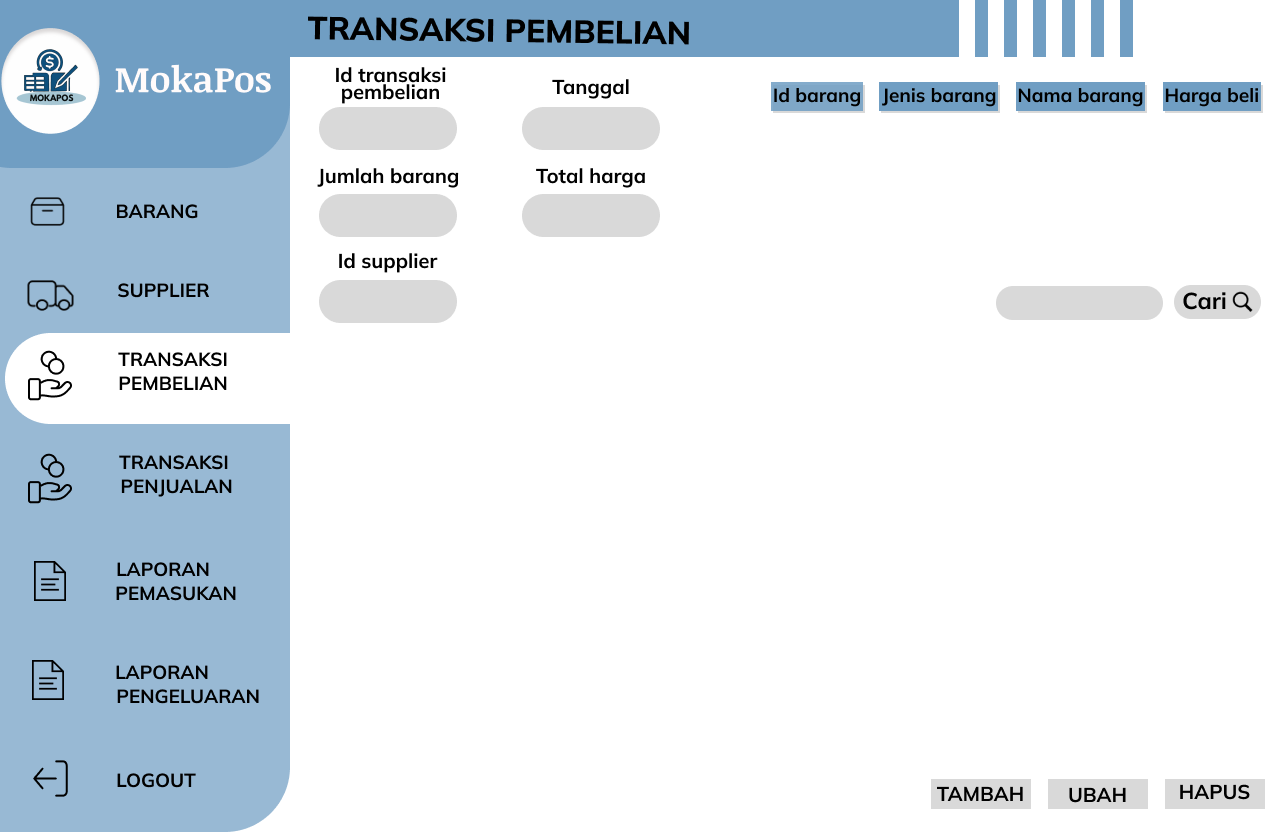 TRANSAKSI PEMBELIAN
$
MOKAPOS
MokaPos
Id transaksi
pembelian
Tanggal
Id barang
Jenis barang
Nama barang
Harga beli
Jumlah barang
Total harga
Id supplier
Cari
BARANG
SUPPLIER
TRANSAKSI
PEMBELIAN
TRANSAKSI
PENJUALAN
LAPORAN
PEMASUKAN
LAPORAN
PENGELUARAN
LOGOUT
TAMBAH
UBAH
HAPUS